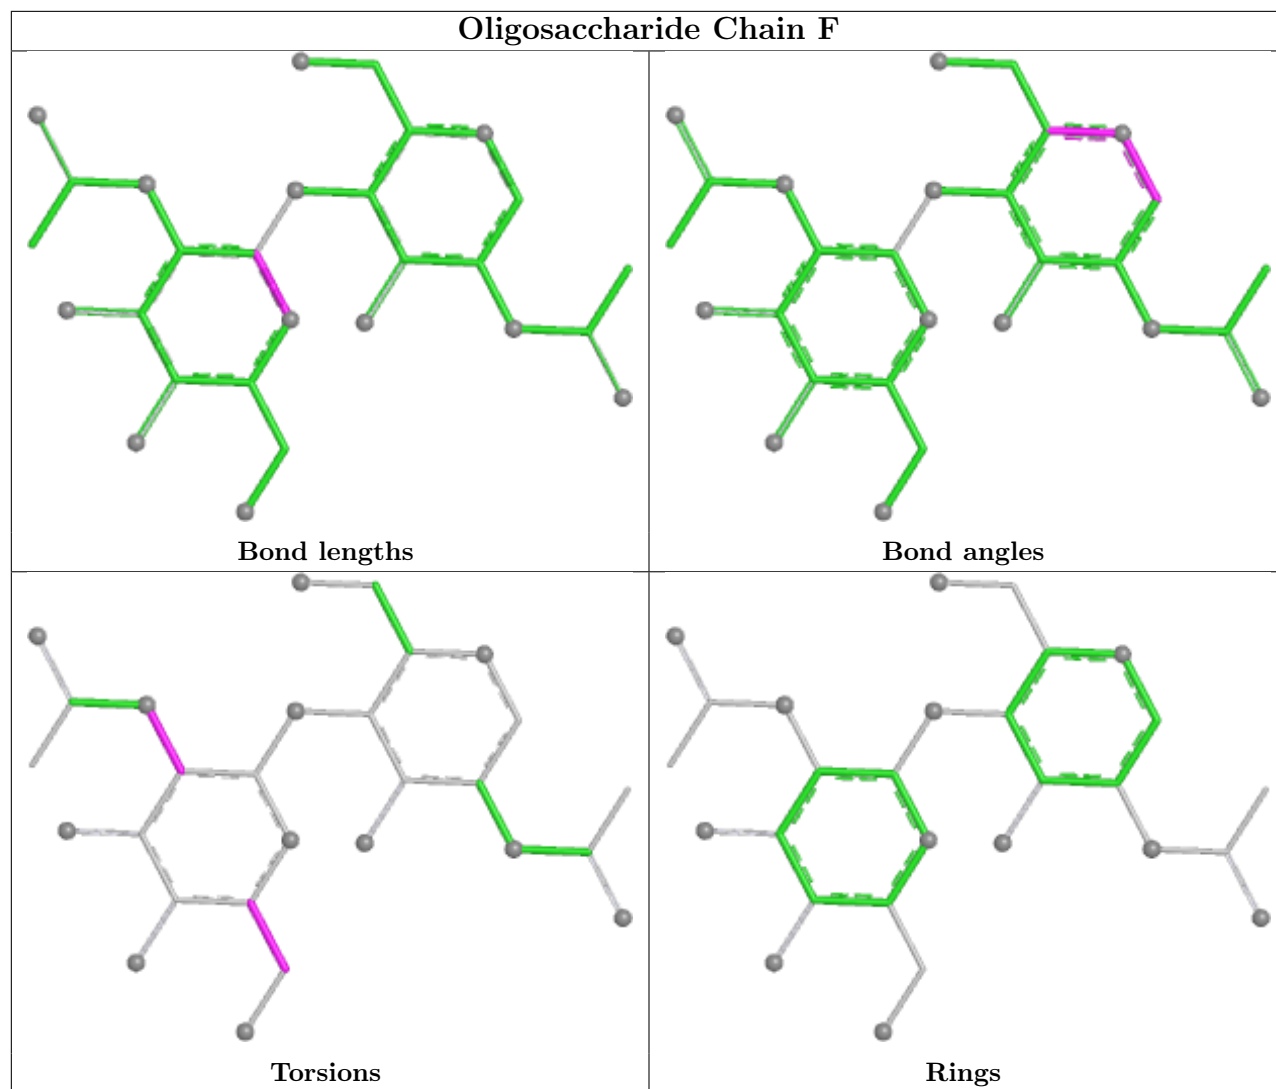 Oligosaccharide Chain F
Bond lengths
Bond angles
Torsions
Rings